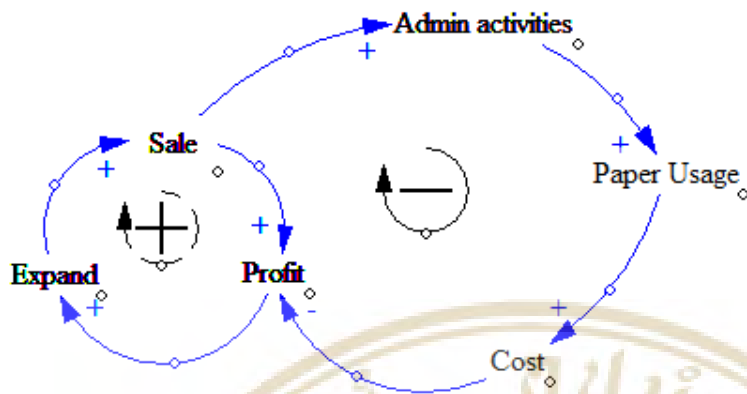 Admin activities
+
Sale
+
Paper Usage
+
+
+
−
Expand
Profit
+
-
+
Cost